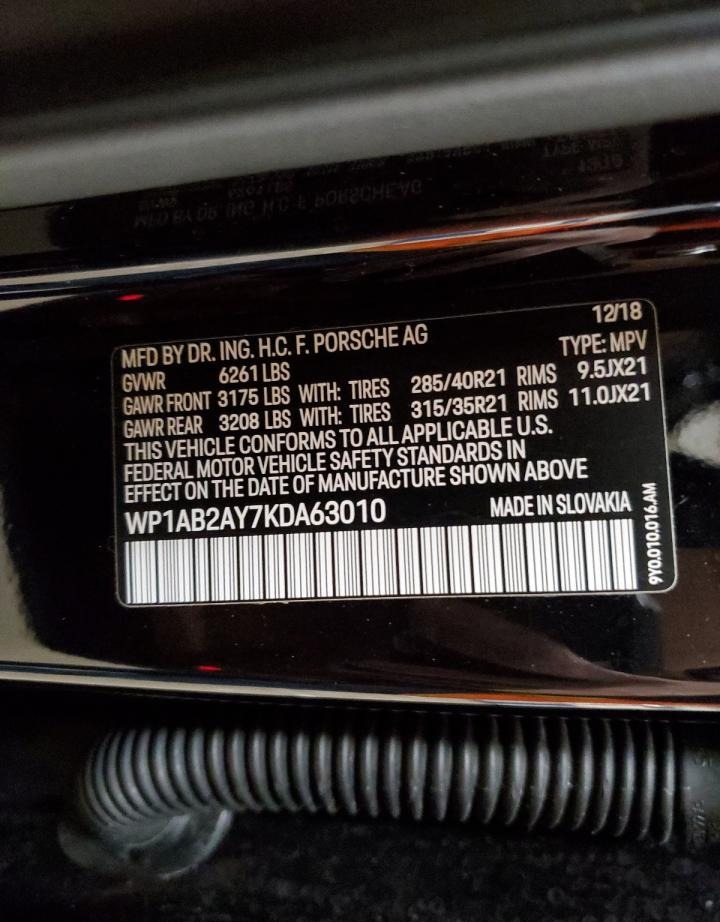 12/18
MFD BY DR. ING. H.C. F. PORSCHE AG TYPE: MPV
GVWR 6261 LBS
GAWR FRONT 3175 LBS WITH: TIRES 285/40R21 RIMS 9.5JX21
GAWR REAR 3208 LBS WITH: TIRES 315/35R21 RIMS 11.0JX21
THIS VEHICLE CONFORMS TO ALL APPLICABLE U.S.
FEDERAL MOTOR VEHICLE SAFETY STANDARDS IN
EFFECT ON THE DATE OF MANUFACTURE SHOWN ABOVE
WP1AB2AY7KDA63010 MADE IN SLOVAKIA
9Y0.010.016.AM